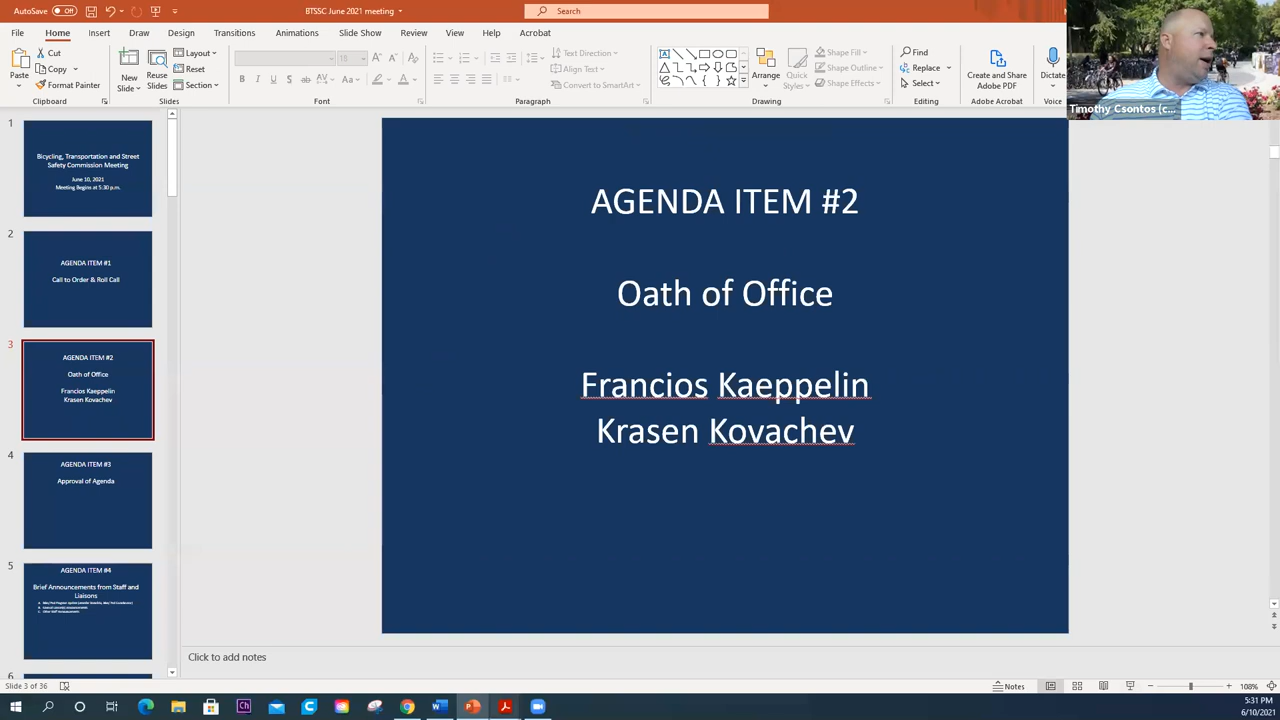 AutoSave Off
BTSSC June 2021 meeting
Search
File Home Insert Draw Design Transitions Animations Slide Show Review View Help Acrobat
Paste
Cut
Copy
Format Painter
Clipboard
New Slide
Reuse Slides
Layout
Reset
Section
Slides
18
B I U S
Font
Text Direction
Align Text
Convert to SmartArt
Paragraph
Arrange
Quick Styles
Shape Fill
Shape Outline
Shape Effects
Drawing
Find
Replace
Select
Editing
Create and Share Adobe PDF
Adobe Acrobat
Dictate
Voice
Timothy Csontos (c...
1
Bicycling, Transportation and Street
Safety Commission Meeting
June 10, 2021
Meeting Begins at 5:30 p.m.
2
AGENDA ITEM #1
Call to Order & Roll Call
3
AGENDA ITEM #2
Oath of Office
Francios Kaeppelin
Krasen Kovachev
4
AGENDA ITEM #3
Approval of Agenda
5
AGENDA ITEM #4
Brief Announcements from Staff and
Liaisons
6
AGENDA ITEM #2
Oath of Office
Francios Kaeppelin
Krasen Kovachev
Click to add notes
Slide 3 of 36
Notes
108%
5:31 PM
6/10/2021